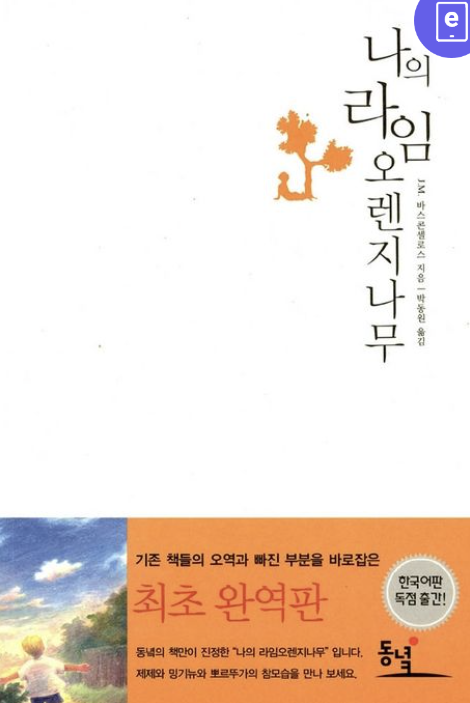 e
나의
라임
오렌지나무
J.M. 바스콘셀로스 지음 | 박동원 옮김
기존 책들의 오역과 빠진 부분을 바로잡은
최초 완역판
한국어판
독점 출간!
동녘의 책만이 진정한 "나의 라임오렌지나무" 입니다.
제제와 밍기뉴와 뽀르뚜가의 참모습을 만나 보세요.
동녘